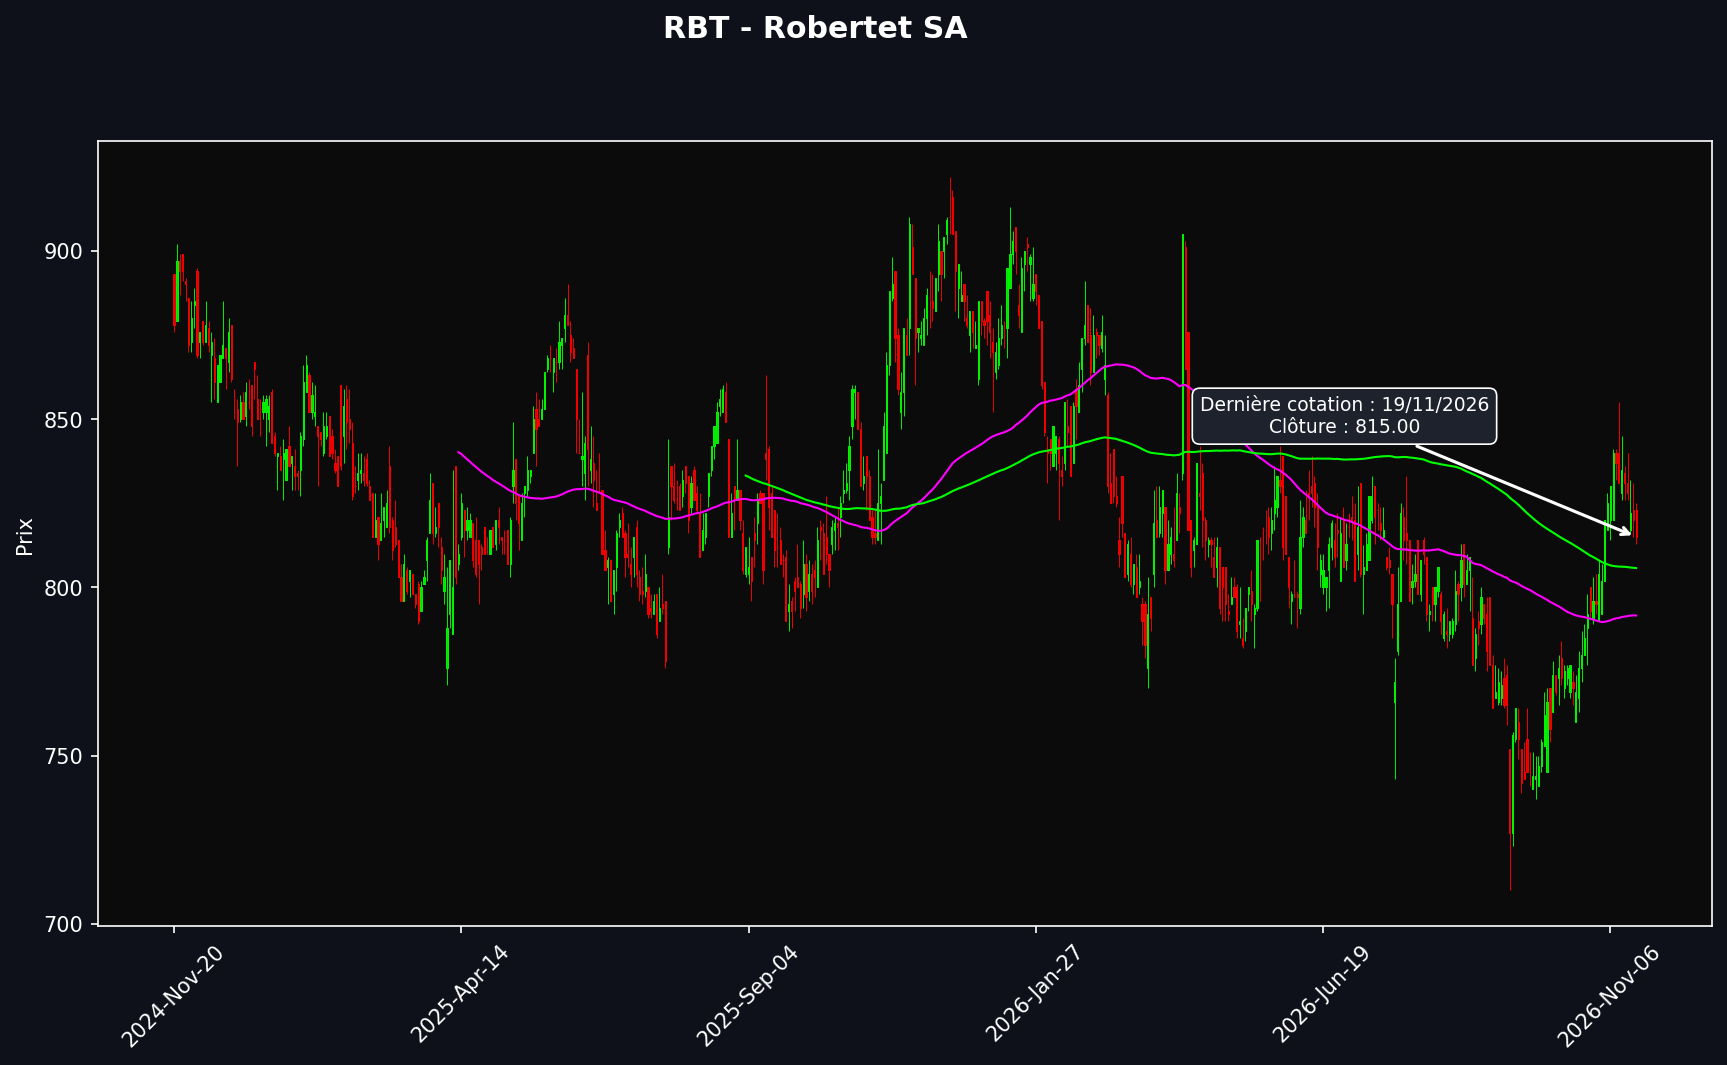 RBT - Robertet SA
Prix
900
850
800
750
700
Dernière cotation : 19/11/2026
Clôture : 815.00
2024-Nov-20
2025-Apr-14
2025-Sep-04
2026-Jan-27
2026-Jun-19
2026-Nov-06